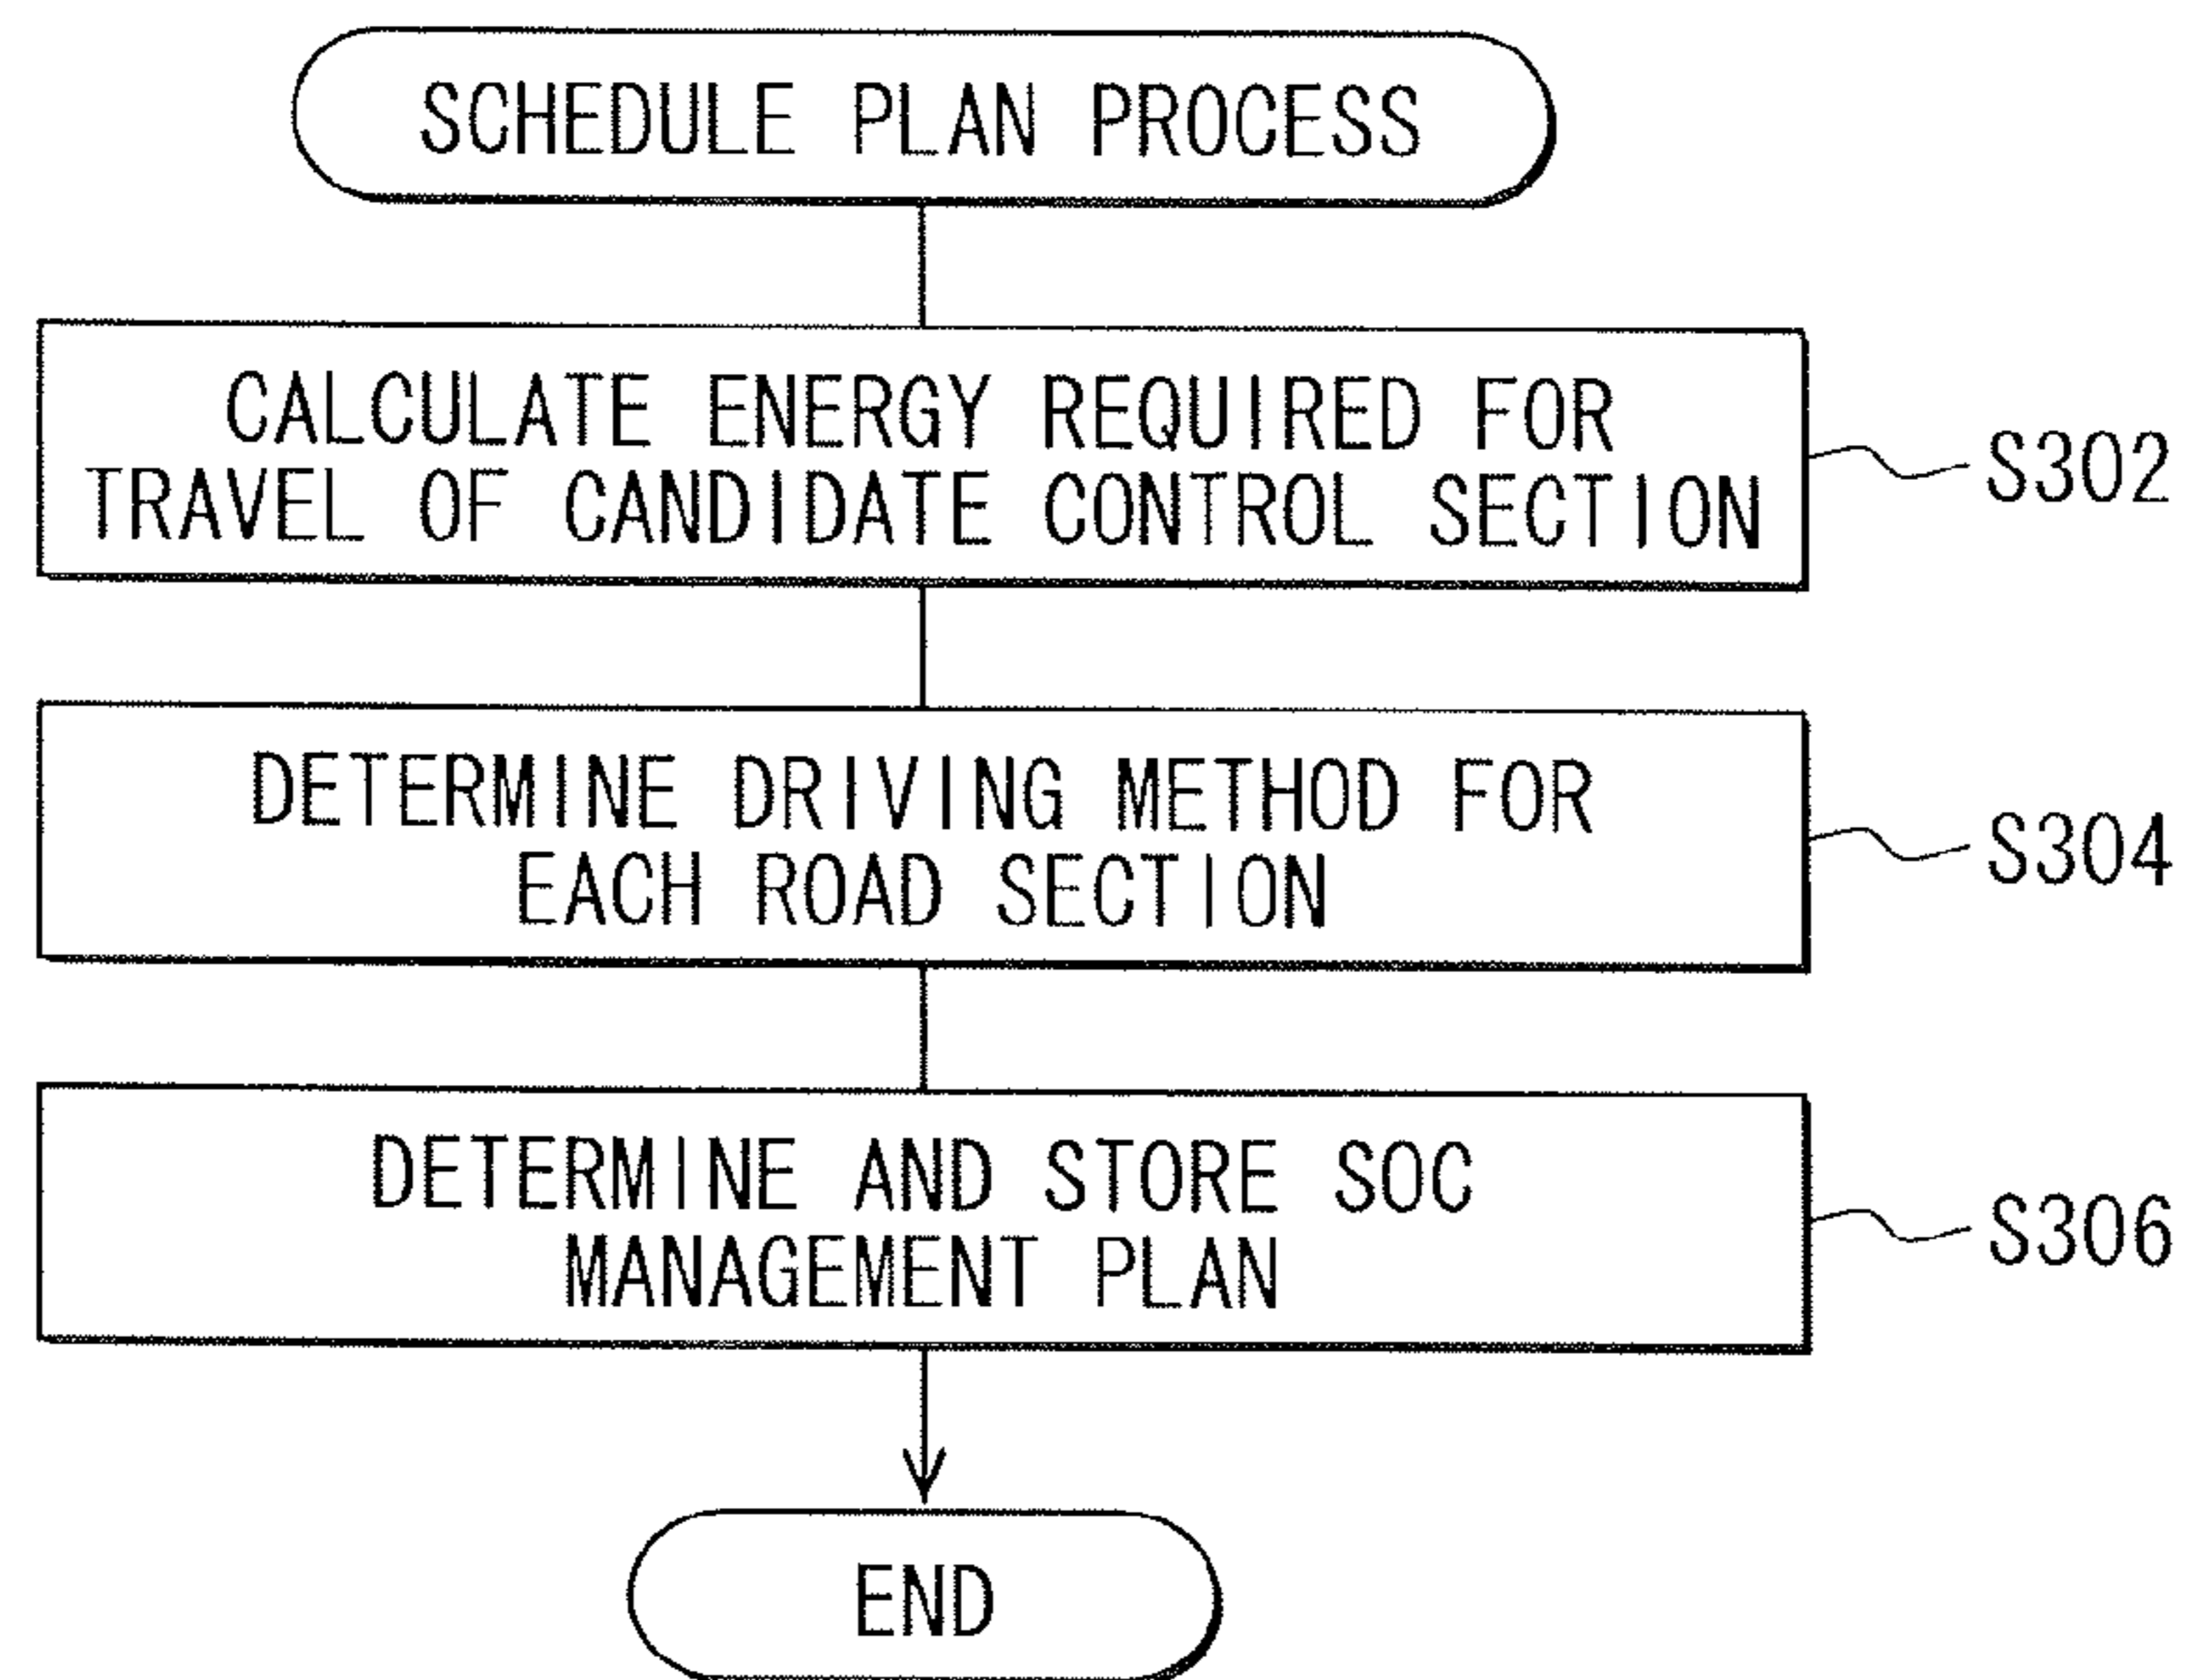 SCHEDULE PLAN PROCESS
CALCULATE ENERGY REQUIRED FOR
TRAVEL OF CANDIDATE CONTROL SECTION
S302
DETERMINE DRIVING METHOD FOR
EACH ROAD SECTION
S304
DETERMINE AND STORE SOC
MANAGEMENT PLAN
S306
END